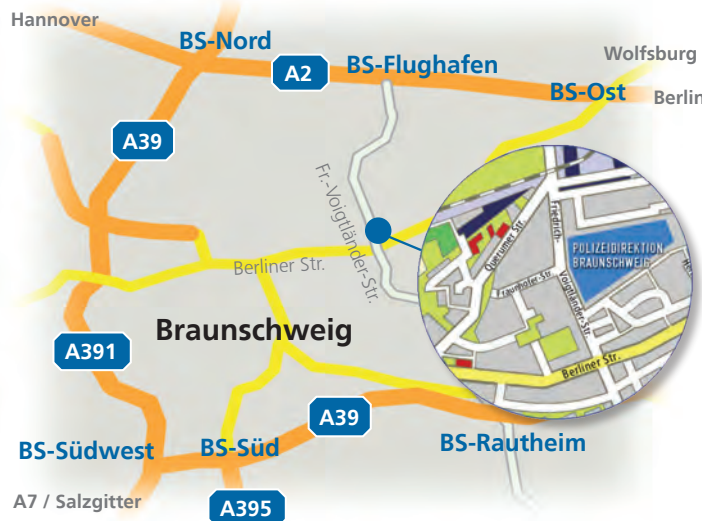 Hannover
BS-Nord
Wolfsburg
A2
BS-Flughafen
BS-Ost
Berlin
A39
Fr.-Voigtländer-Str.
Querumer Str.
Friedrich-
Voigtländer-Str.
POLIZEIDIREKTION
BRAUNSCHWEIG
Fraunhofer-Str.
Berliner Str.
Berliner Str.
Braunschweig
A391
A39
BS-Südwest
BS-Süd
BS-Rautheim
A7 / Salzgitter
A395